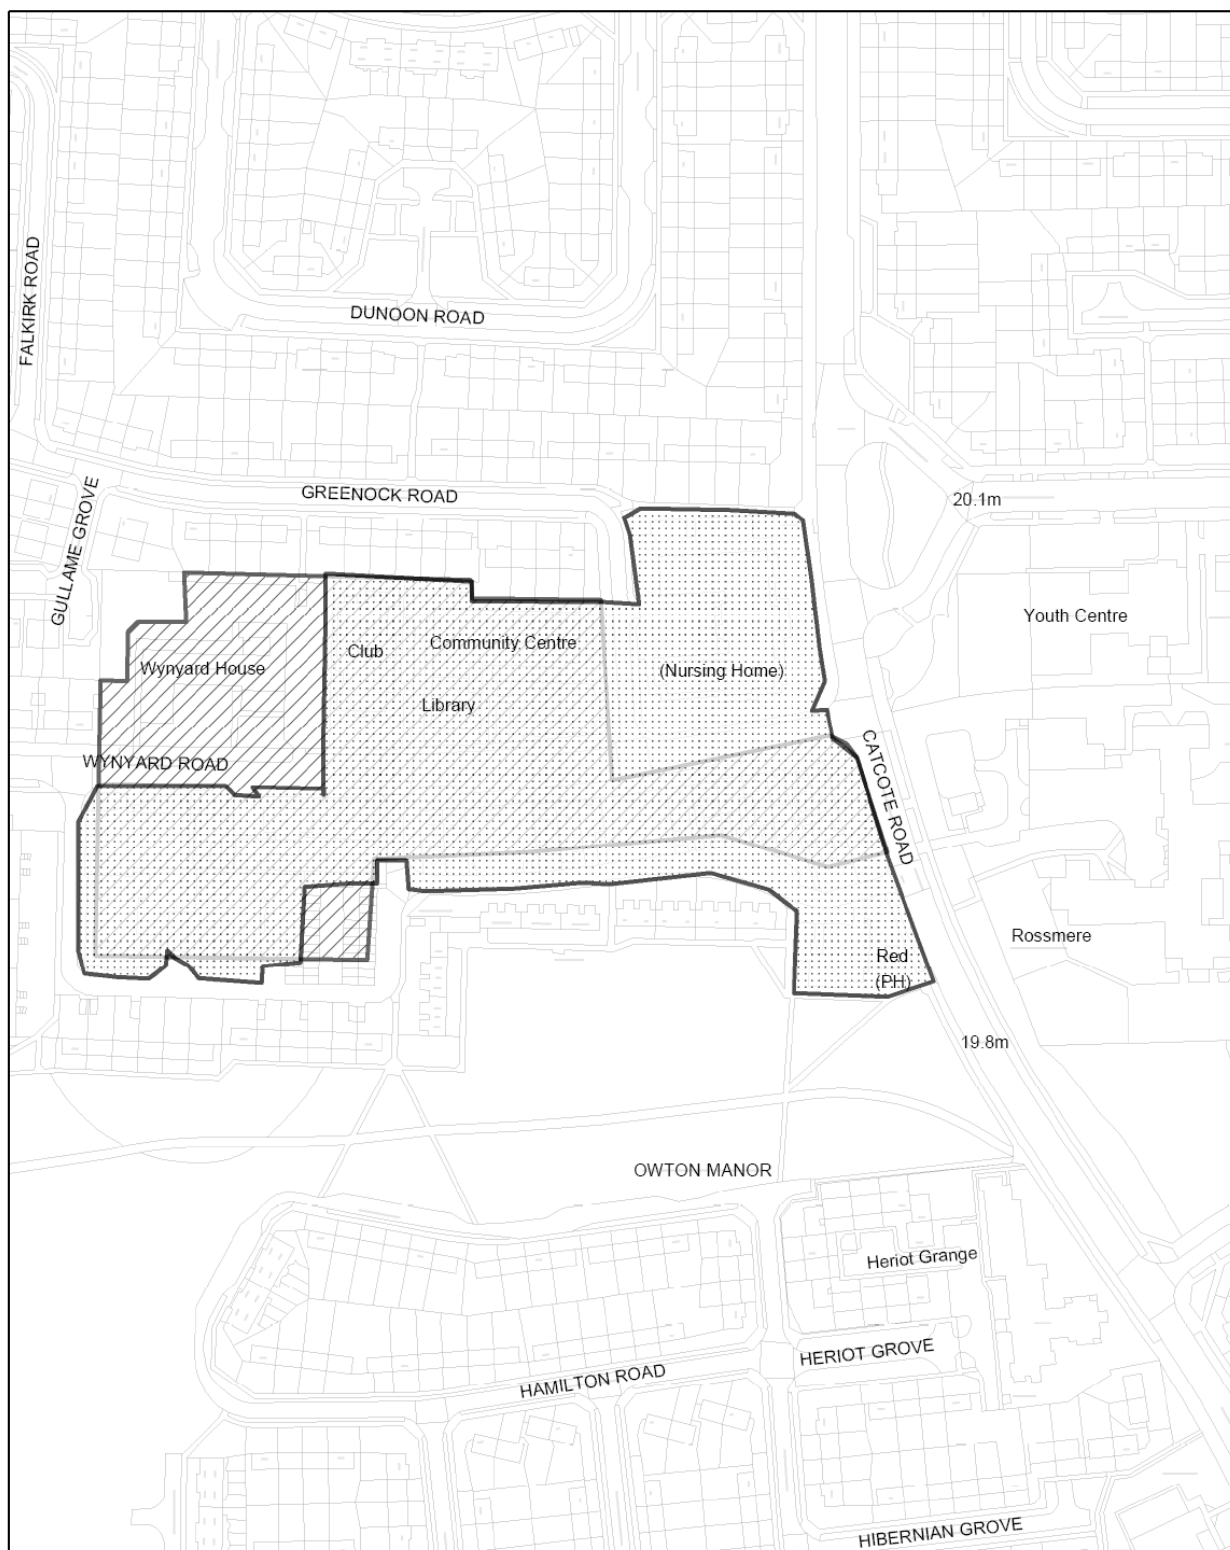 FALKIRK ROAD
DUNOON ROAD
GREENOCK ROAD
GULLAME GROVE
20.1m
Youth Centre
Community Centre
Club
Wynyard House
(Nursing Home)
Library
WYNYARD ROAD
CATCOTE ROAD
Rossmere
Red
(PH)
19.8m
OWTON MANOR
Heriot Grange
HERIOT GROVE
HAMILTON ROAD
HIBERNIAN GROVE